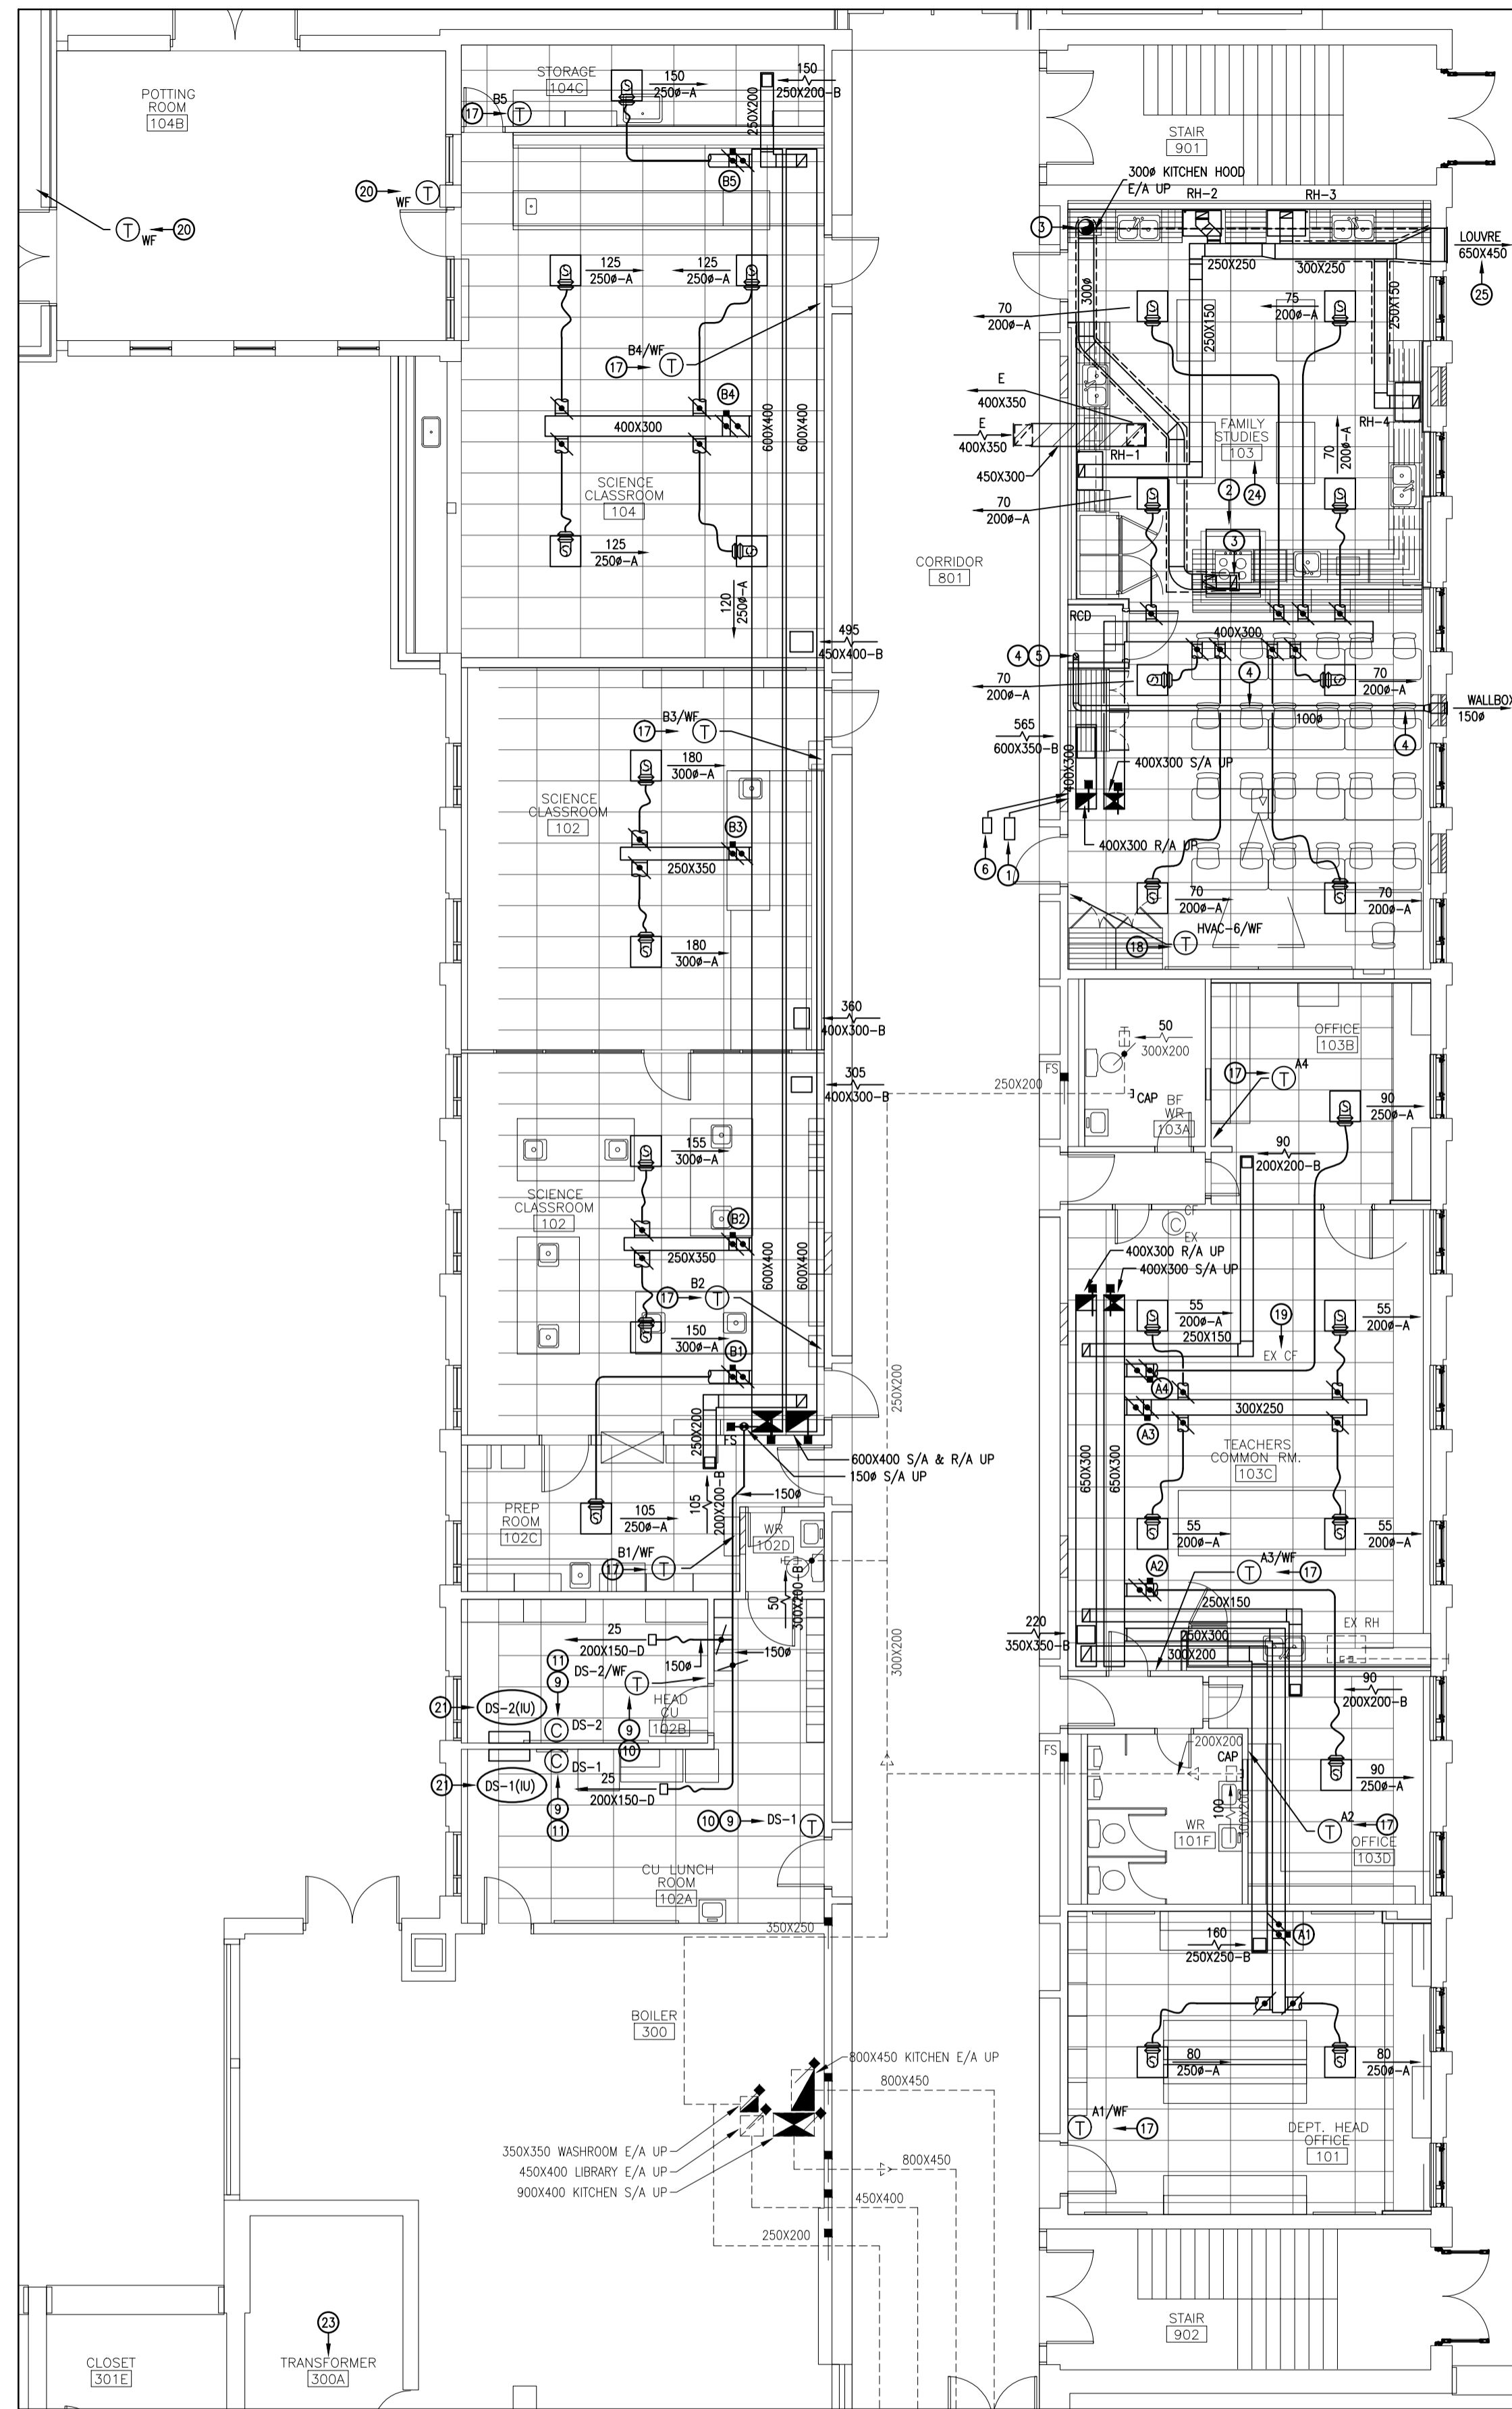 STORAGE
104C
150
250ø-A
150
250X200-B
250X200
B5
17
T
B5
POTTING
ROOM
104B
20
WF
T
T
WF
20
STAIR
901
300ø KITCHEN HOOD
E/A UP
RH-2
RH-3
3
LOUVRE
650X450
25
250X250
300X250
300ø
250X150
250X150
125
250ø-A
125
250ø-A
70
200ø-A
75
200ø-A
B4/WF
17
T
B4
400X300
600X400
600X400
E
400X350
E
400X350
450X300
RH-1
RH-4
FAMILY
STUDIES
103
24
70
200ø-A
2
3
70
200ø-A
SCIENCE
CLASSROOM
104
125
250ø-A
120
250ø-A
CORRIDOR
801
495
450X400-B
RCD
400X300
4
5
4
70
200ø-A
70
200ø-A
WALLBOX
150ø
100ø
4
B3/WF
17
T
565
600X350-B
400X300
400X300 S/A UP
180
300ø-A
SCIENCE
CLASSROOM
102
B3
250X350
6
1
400X300 R/A UP
180
300ø-A
70
200ø-A
70
200ø-A
HVAC-6/WF
18
T
360
400X300-B
305
400X300-B
50
300X200
250X200
FS
CAP
BF
WR
103A
OFFICE
103B
17
T
A4
90
250ø-A
90
200X200-B
155
300ø-A
SCIENCE
CLASSROOM
102
B2
250X350
600X400
600X400
B2
17
T
150
300ø-A
B1
C
CF
EX
400X300 R/A UP
400X300 S/A UP
55
200ø-A
55
200ø-A
250X150
19
EX CF
A4
300X250
A3
250X200
250X200
FS
600X400 S/A & R/A UP
150ø S/A UP
150ø
650X300
650X300
TEACHERS
COMMON RM.
103C
PREP
ROOM
102C
105
250ø-A
105
200X200-B
WR
102D
B1/WF
17
T
50
300X200-B
55
200ø-A
55
200ø-A
A2
A3/WF
T
17
250X150
250X300
300X200
EX RH
220
350X350-B
300X200
25
200X150-D
150ø
150ø
11
9
DS-2/WF
T
21
DS-2(IU)
C
DS-2
HEAD
CU
102B
9
10
90
200X200-B
200X200
CAP
FS
21
DS-1(IU)
C
DS-1
25
200X150-D
9
11
10
9
DS-1
T
100
300X200
90
250ø-A
A2
T
17
WR
101F
OFFICE
103D
CU LUNCH
ROOM
102A
350X250
160
250X250-B
A1
BOILER
300
800X450 KITCHEN E/A UP
800X450
80
250ø-A
80
250ø-A
A1/WF
T
17
DEPT. HEAD
OFFICE
101
350X350 WASHROOM E/A UP
450X400 LIBRARY E/A UP
900X400 KITCHEN S/A UP
800X450
450X400
250X200
23
TRANSFORMER
300A
CLOSET
301E
STAIR
902